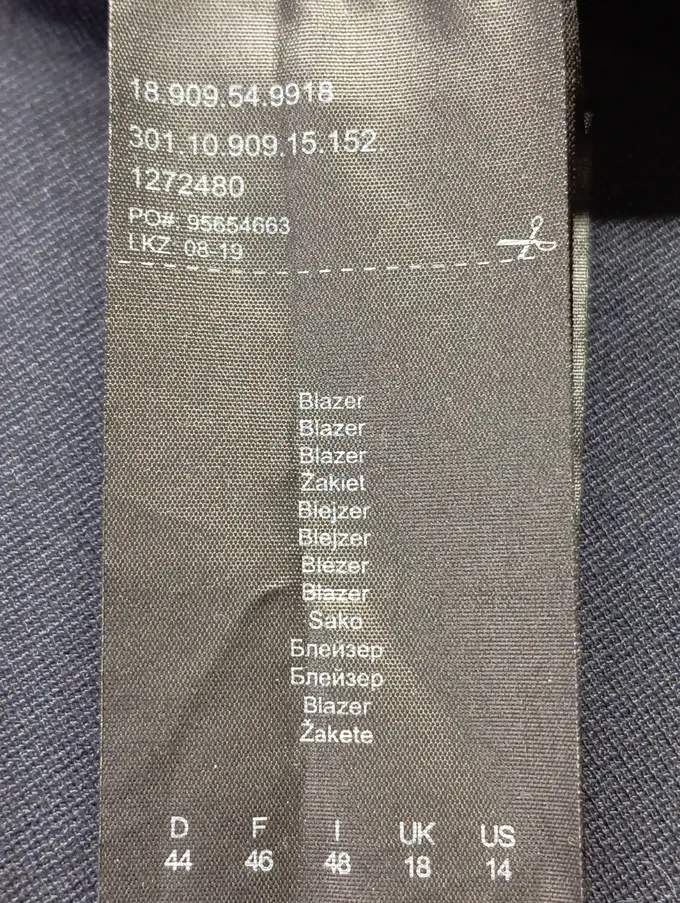 18.909.54.9918
301.10.909.15.152.
1272480
PO#. 95654663
LKZ 08-19
Blazer
Blazer
Blazer
Żakiet
Blejzer
Blejzer
Blézer
Blazer
Sako
Блейзер
Блейзер
Blazer
Žakete
D F I UK US
44 46 48 18 14